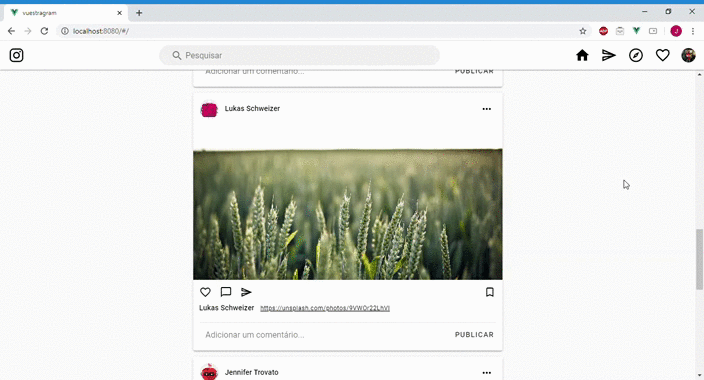 vuestragram
localhost:8080/#/
Pesquisar
Adicionar um comentário... PUBLICAR
Lukas Schweizer
Lukas Schweizer https://unsplash.com/photos/9VWOr22LhVI
Adicionar um comentário... PUBLICAR
Jennifer Trovato